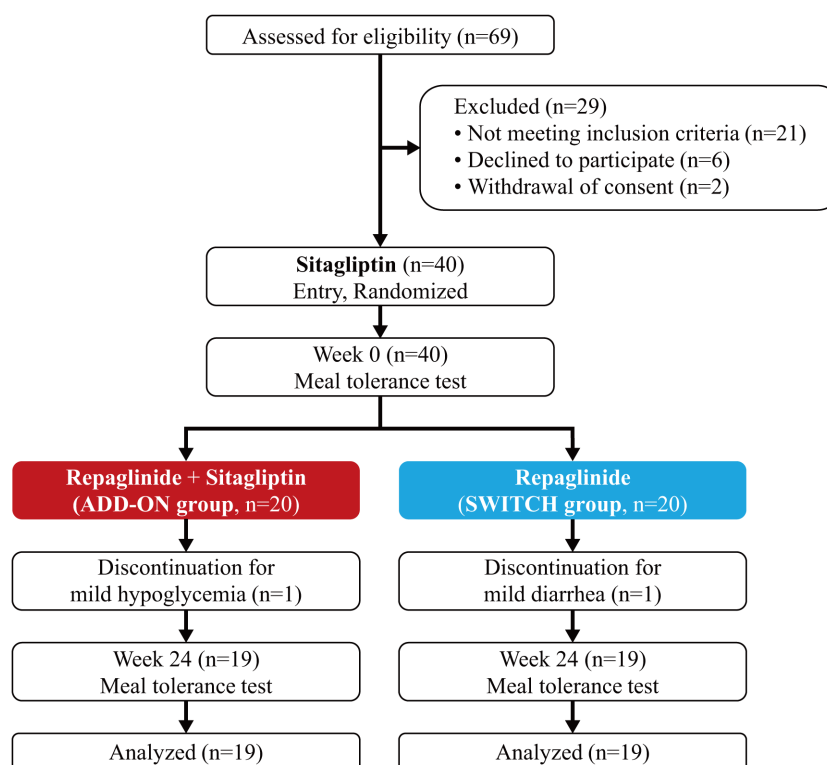 Assessed for eligibility (n=69)
Excluded (n=29)
• Not meeting inclusion criteria (n=21)
• Declined to participate (n=6)
• Withdrawal of consent (n=2)
Sitagliptin (n=40)
Entry, Randomized
Week 0 (n=40)
Meal tolerance test
Repaglinide + Sitagliptin
(ADD-ON group, n=20)
Repaglinide
(SWITCH group, n=20)
Discontinuation for
mild hypoglycemia (n=1)
Discontinuation for
mild diarrhea (n=1)
Week 24 (n=19)
Meal tolerance test
Week 24 (n=19)
Meal tolerance test
Analyzed (n=19)
Analyzed (n=19)